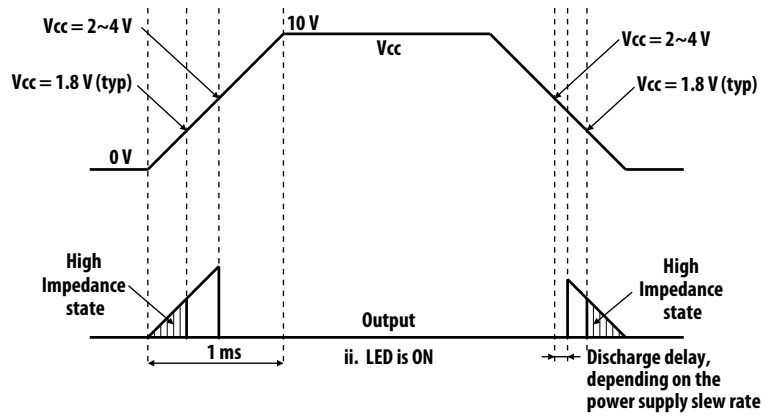 Vcc = 2~4 V
10 V
Vcc
Vcc = 2~4 V
Vcc = 1.8 V (typ)
Vcc = 1.8 V (typ)
0 V
High
Impedance
state
High
Impedance
state
Output
1 ms
ii. LED is ON
Discharge delay,
depending on the
power supply slew rate